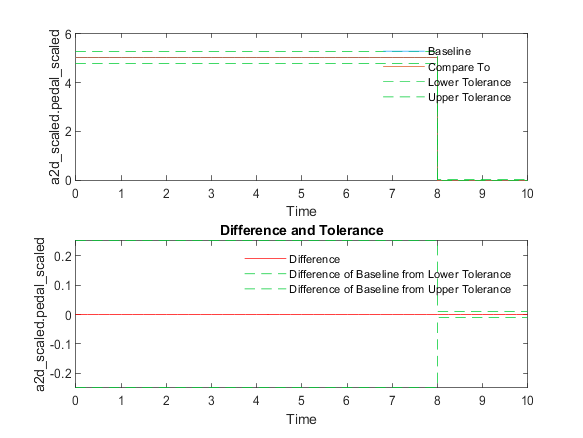 6
4
2
0
a2d_scaled.pedal_scaled
Baseline
Compare To
Lower Tolerance
Upper Tolerance
0 1 2 3 4 5 6 7 8 9 10
Time
Difference and Tolerance
0.2
0.1
0
-0.1
-0.2
a2d_scaled.pedal_scaled
Difference
Difference of Baseline from Lower Tolerance
Difference of Baseline from Upper Tolerance
0 1 2 3 4 5 6 7 8 9 10
Time